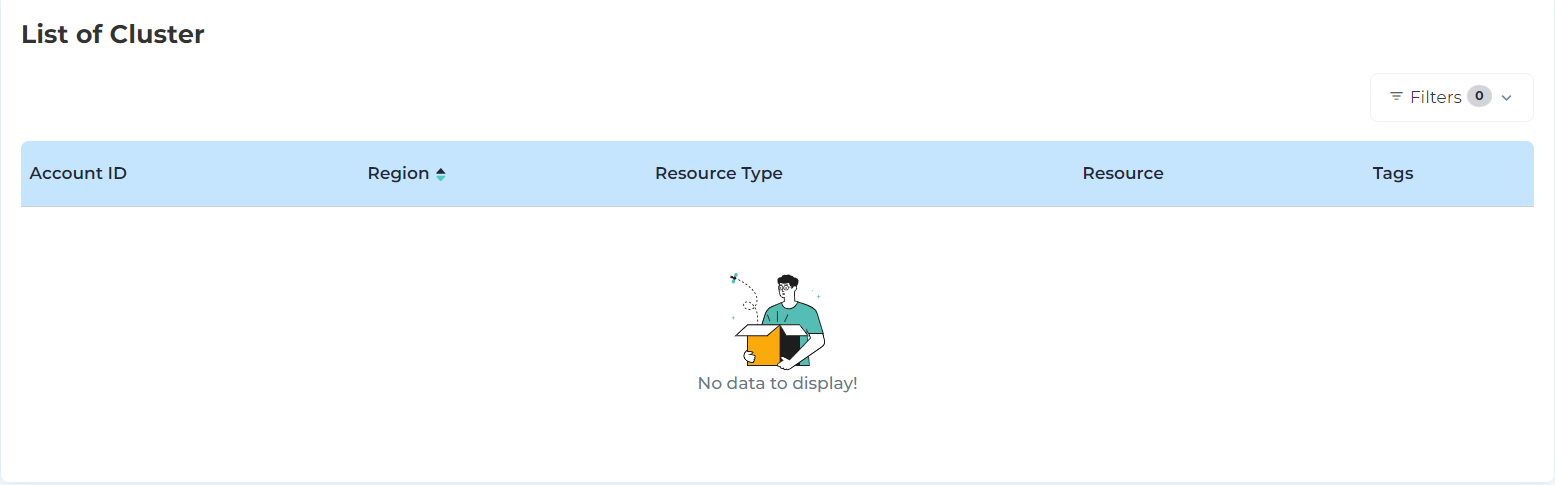 List of Cluster
Filters 0
Account ID Region Resource Type Resource Tags
No data to display!